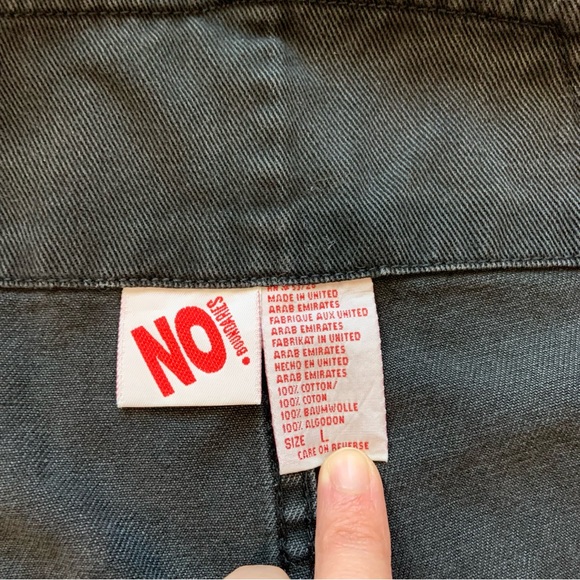 NO
BOUNDARIES
MADE IN UNITED
ARAB EMIRATES
FABRIQUE AUX UNITED
ARAB EMIRATES
FABRIKAT IN UNITED
ARAB EMIRATES
HECHO EN UNITED
ARAB EMIRATES
100% COTTON/
100% COTON
100% BAUMWOLLE
100% ALGODON
SIZE L
CARE ON REVERSE